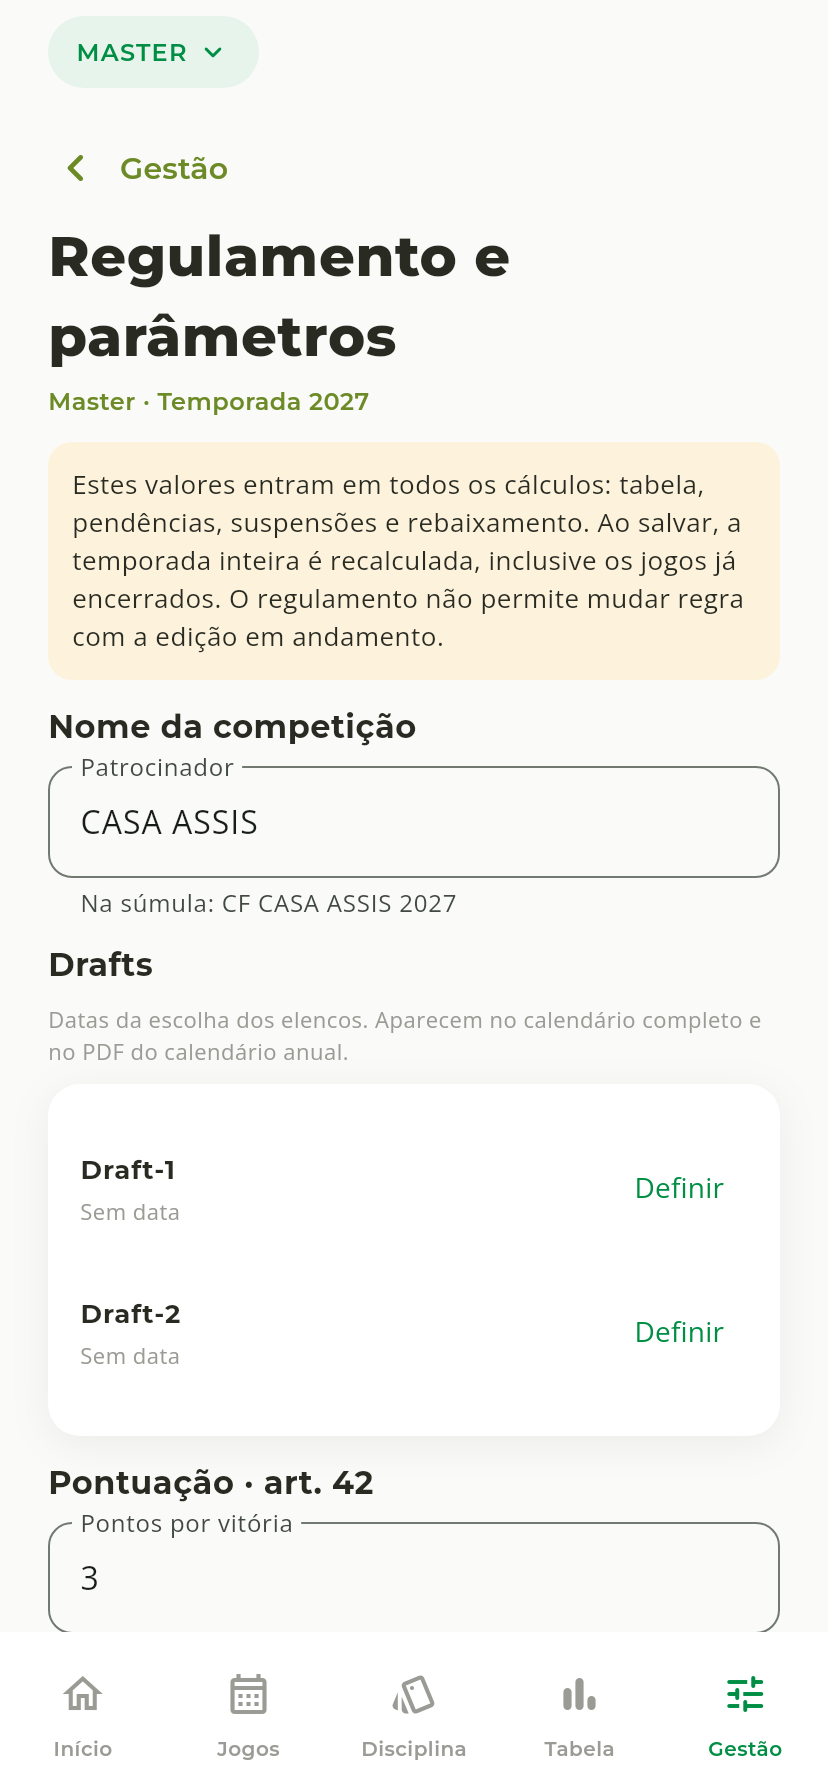 MASTER
Gestão
Regulamento e
parâmetros
Master · Temporada 2027
Estes valores entram em todos os cálculos: tabela,
pendências, suspensões e rebaixamento. Ao salvar, a
temporada inteira é recalculada, inclusive os jogos já
encerrados. O regulamento não permite mudar regra
com a edição em andamento.
Nome da competição
Patrocinador
CASA ASSIS
Na súmula: CF CASA ASSIS 2027
Drafts
Datas da escolha dos elencos. Aparecem no calendário completo e
no PDF do calendário anual.
Draft-1
Definir
Sem data
Draft-2
Definir
Sem data
Pontuação · art. 42
Pontos por vitória
3
Início
Jogos
Disciplina
Tabela
Gestão